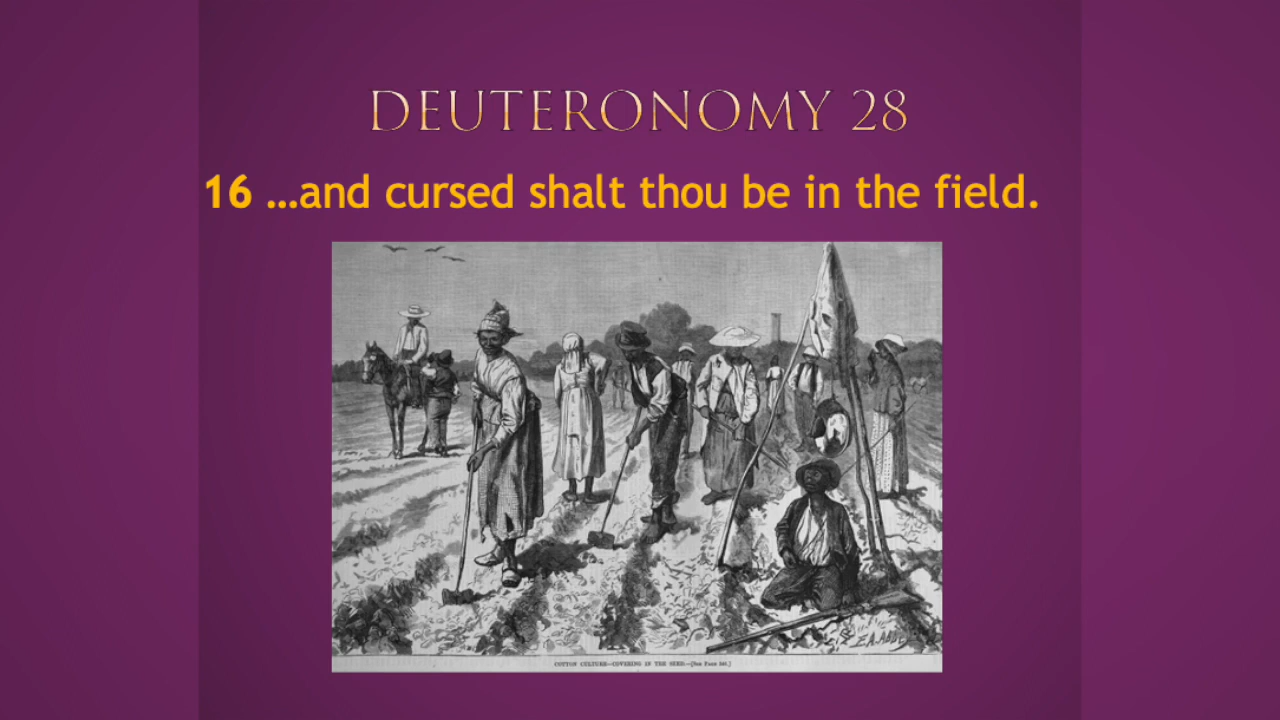 DEUTERONOMY 28
16 …and cursed shalt thou be in the field.
COTTON CULTURE—COVERING IN THE SEED—[See Page